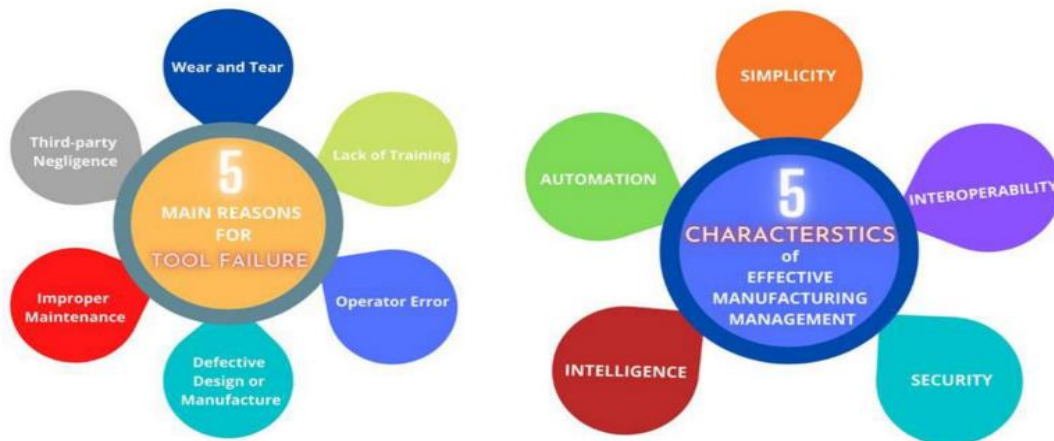 Wear and Tear
Third-party
Negligence
Lack of Training
5
MAIN REASONS
FOR
TOOL FAILURE
Improper
Maintenance
Operator Error
Defective
Design or
Manufacture
SIMPLICITY
AUTOMATION
INTEROPERABILITY
5
CHARACTERSTICS
of
EFFECTIVE
MANUFACTURING
MANAGEMENT
INTELLIGENCE
SECURITY